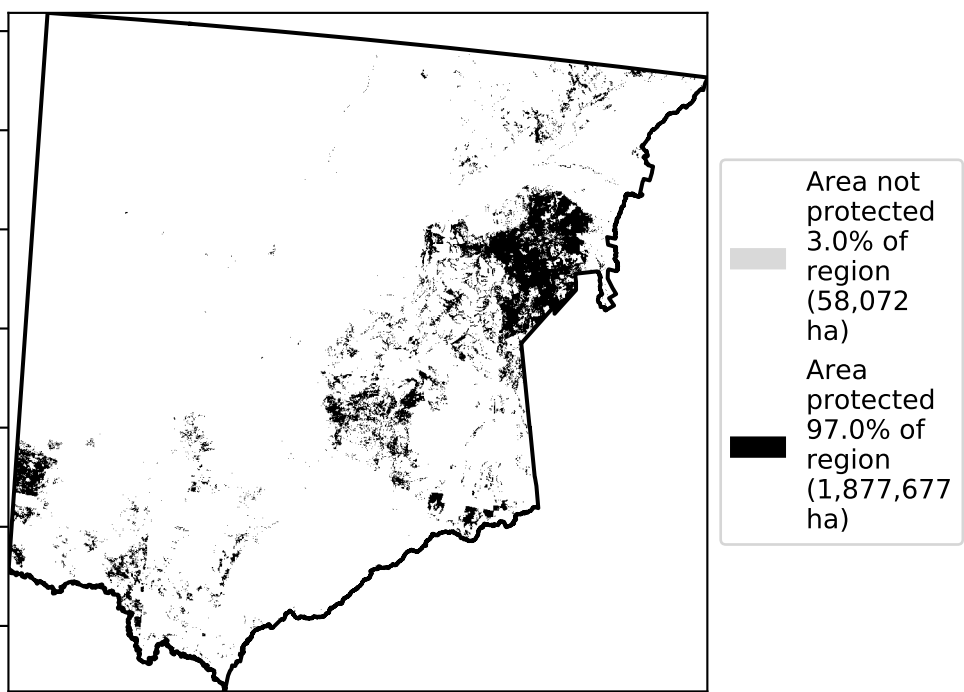 Area not
protected
3.0% of
region
(58,072
ha)
Area
protected
97.0% of
region
(1,877,677
ha)